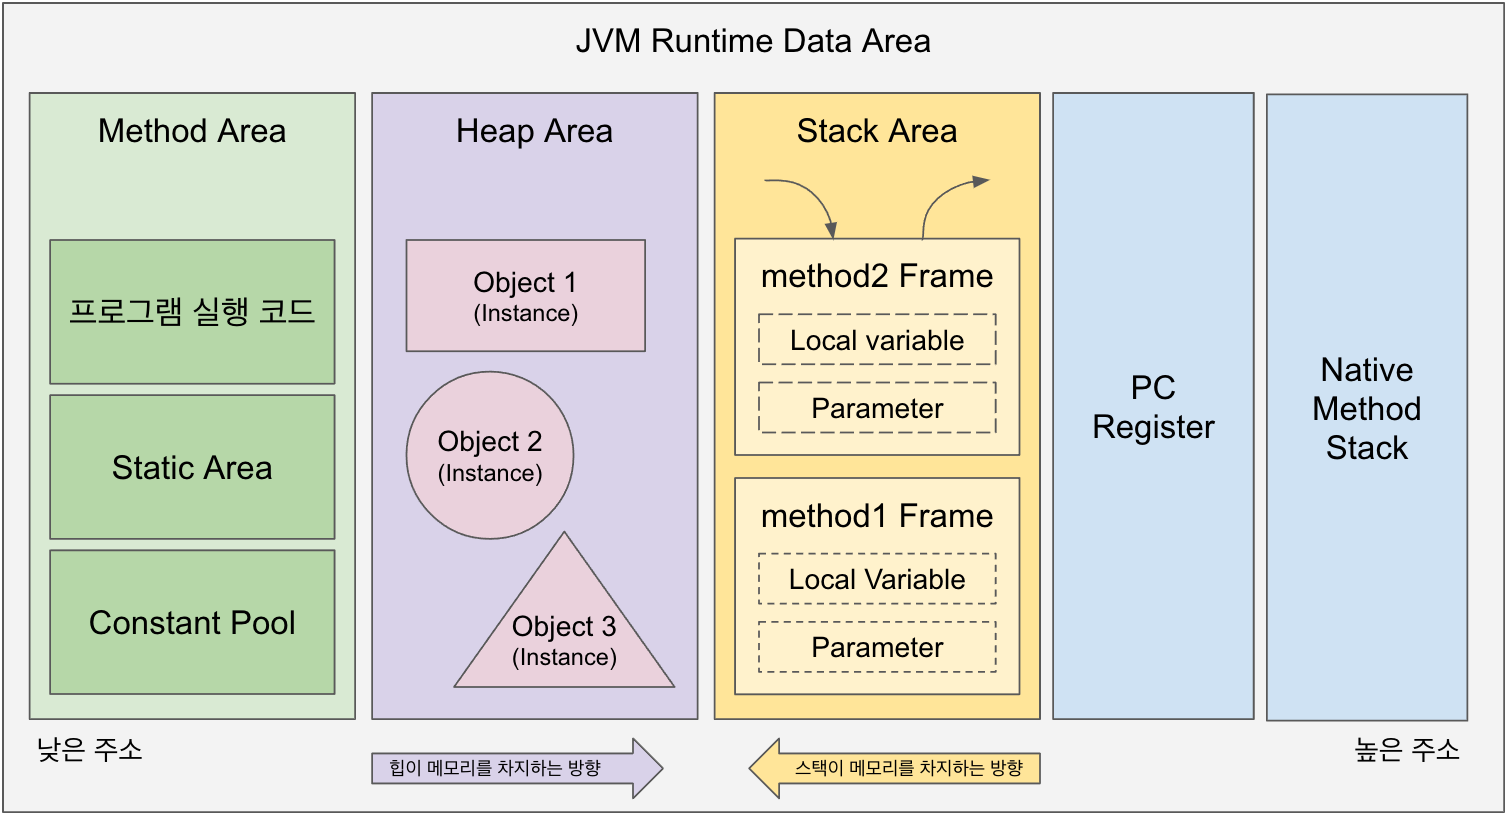 JVM Runtime Data Area
Method Area
프로그램 실행 코드
Static Area
Constant Pool
Heap Area
Object 1
(Instance)
Object 2
(Instance)
Object 3
(Instance)
Stack Area
method2 Frame
Local variable
Parameter
method1 Frame
Local Variable
Parameter
PC
Register
Native
Method
Stack
낮은 주소
힙이 메모리를 차지하는 방향
스택이 메모리를 차지하는 방향
높은 주소